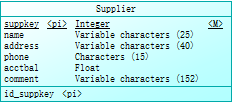 Supplier
suppkey <pi> Integer <M>
name Variable characters (25)
address Variable characters (40)
phone Characters (15)
acctbal Float
comment Variable characters (152)
id_suppkey <pi>